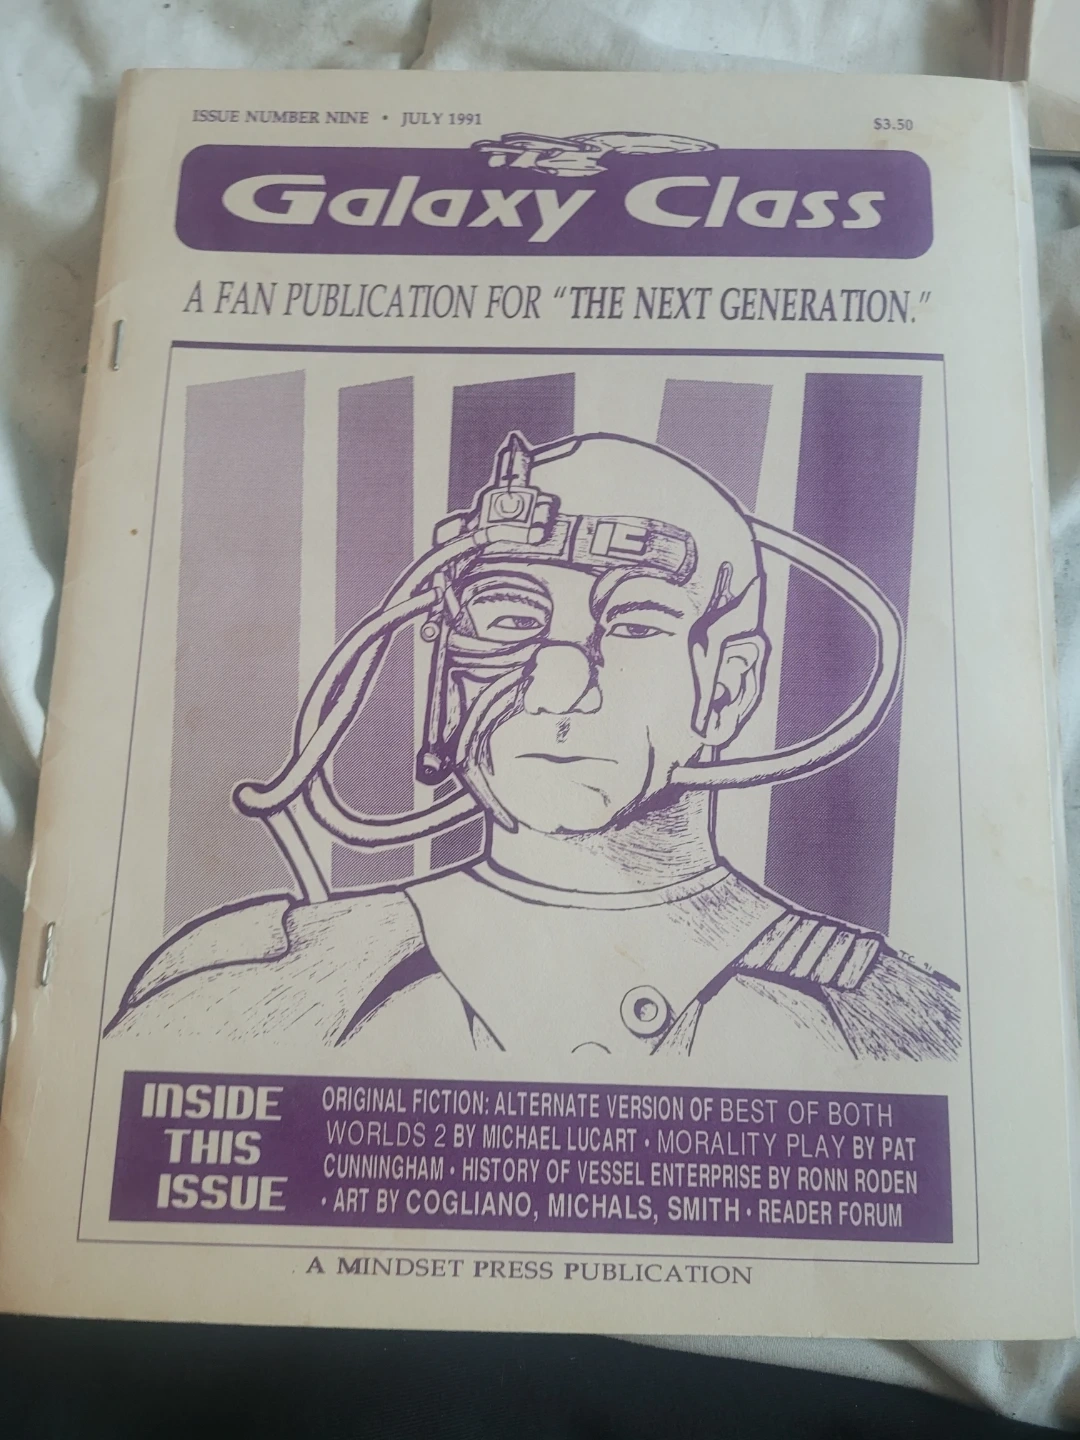 ISSUE NUMBER NINE • JULY 1991
$3.50
Galaxy Class
A FAN PUBLICATION FOR “THE NEXT GENERATION.”
T.C. 91
INSIDE
THIS
ISSUE
ORIGINAL FICTION: ALTERNATE VERSION OF BEST OF BOTH
WORLDS 2 BY MICHAEL LUCART • MORALITY PLAY BY PAT
CUNNINGHAM • HISTORY OF VESSEL ENTERPRISE BY RONN RODEN
• ART BY COGLIANO, MICHALS, SMITH • READER FORUM
A MINDSET PRESS PUBLICATION